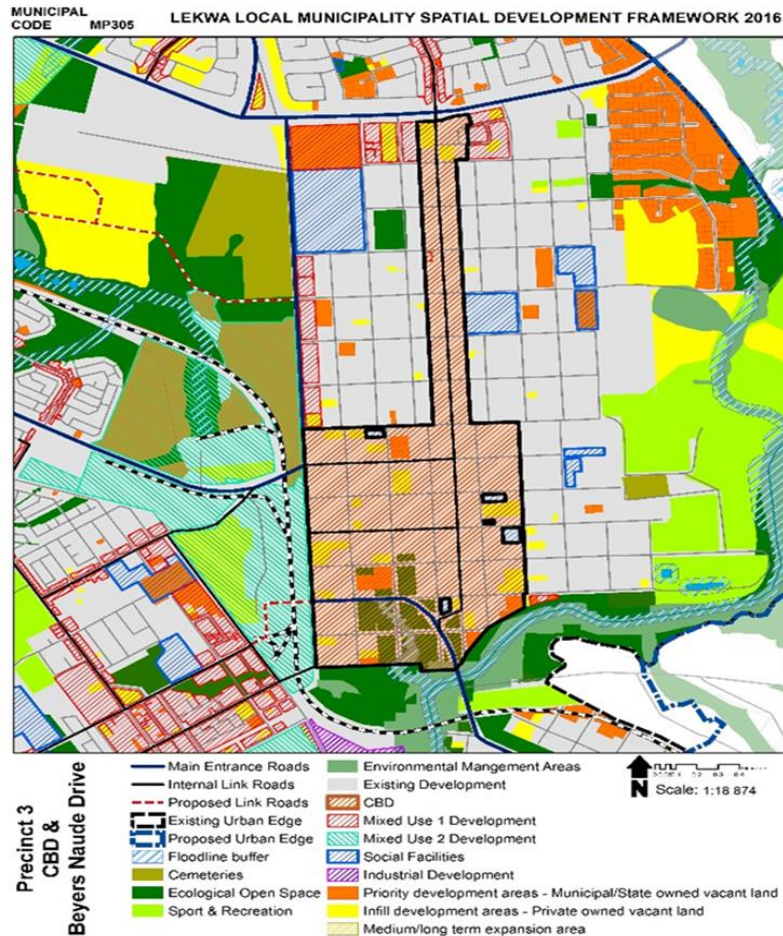 MUNICIPAL CODE MP305
LEKWA LOCAL MUNICIPALITY SPATIAL DEVELOPMENT FRAMEWORK 2018
Precinct 3
CBD &
Beyers Naude Drive
Main Entrance Roads
Internal Link Roads
Proposed Link Roads
Existing Urban Edge
Proposed Urban Edge
Floodline buffer
Cemeteries
Ecological Open Space
Sport & Recreation
Environmental Mangement Areas
Existing Development
CBD
Mixed Use 1 Development
Mixed Use 2 Development
Social Facilities
Industrial Development
Priority development areas - Municipal/State owned vacant land
Infill development areas - Private owned vacant land
Medium/long term expansion area
N Scale: 1:18 874